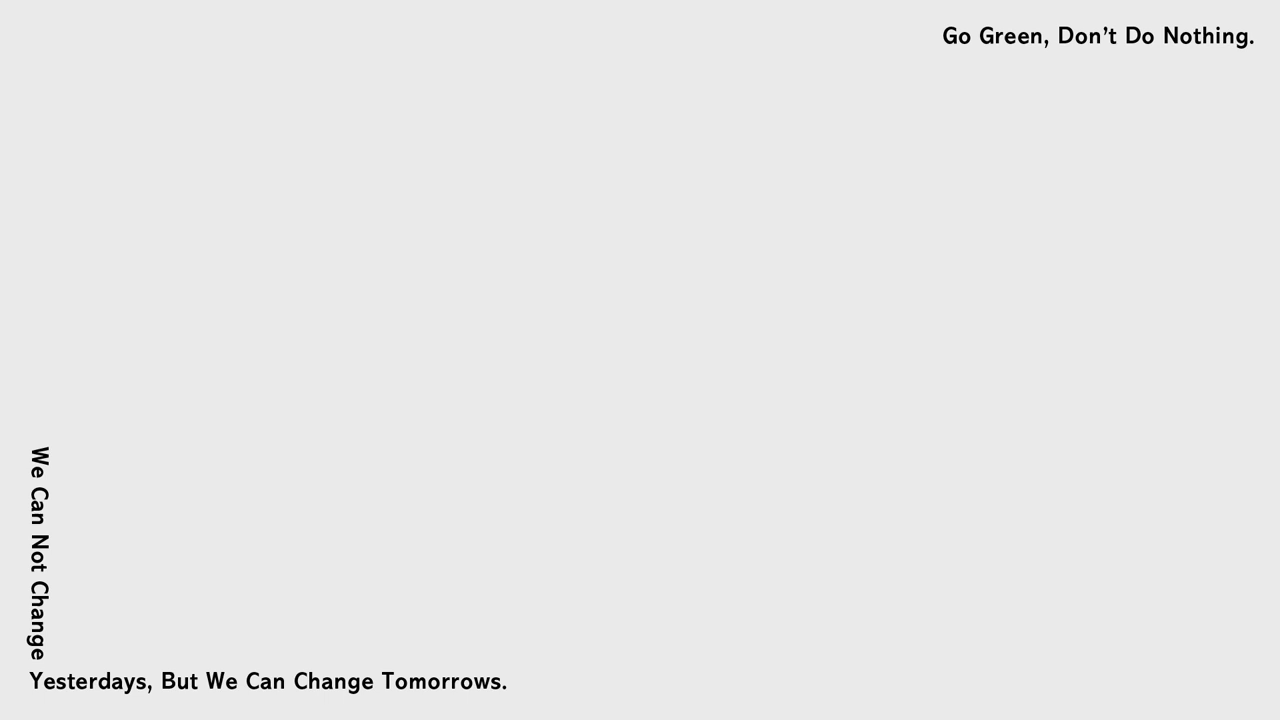 Go Green, Don’t Do Nothing.
We Can Not Change
Yesterdays, But We Can Change Tomorrows.